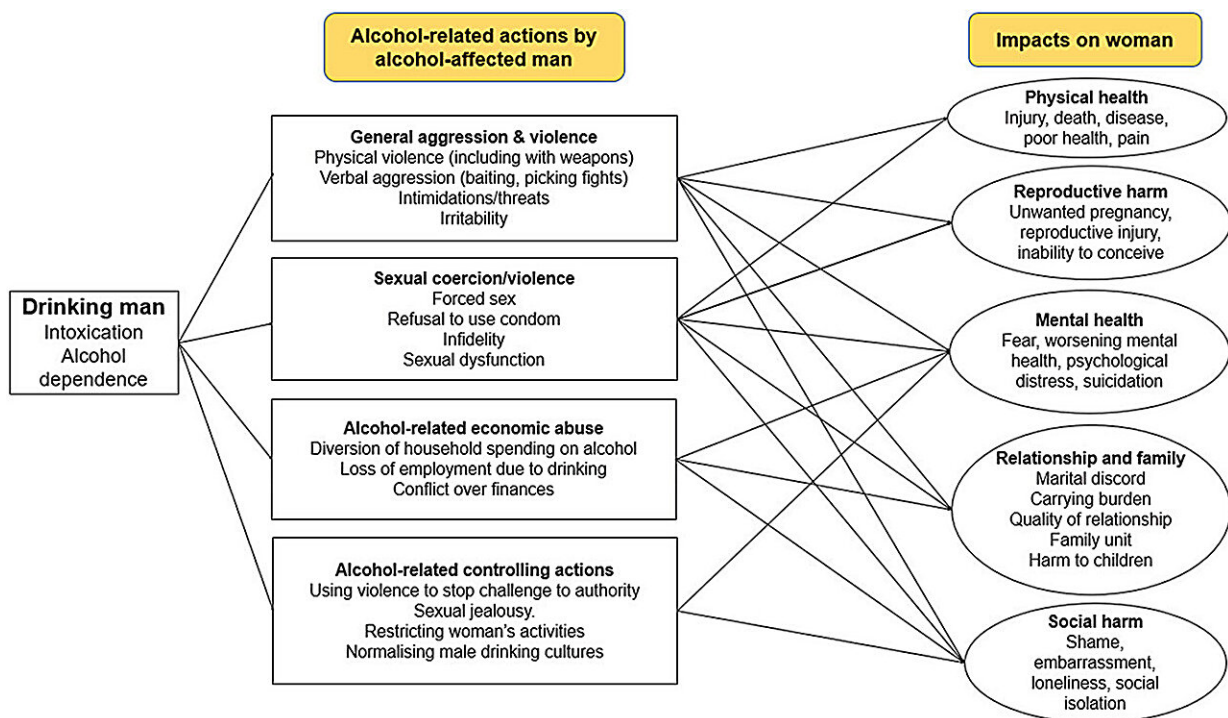 Alcohol-related actions by
alcohol-affected man
Impacts on woman
Drinking man
Intoxication
Alcohol
dependence
General aggression & violence
Physical violence (including with weapons)
Verbal aggression (baiting, picking fights)
Intimidations/threats
Irritability
Sexual coercion/violence
Forced sex
Refusal to use condom
Infidelity
Sexual dysfunction
Alcohol-related economic abuse
Diversion of household spending on alcohol
Loss of employment due to drinking
Conflict over finances
Alcohol-related controlling actions
Using violence to stop challenge to authority
Sexual jealousy.
Restricting woman's activities
Normalising male drinking cultures
Physical health
Injury, death, disease,
poor health, pain
Reproductive harm
Unwanted pregnancy,
reproductive injury,
inability to conceive
Mental health
Fear, worsening mental
health, psychological
distress, suicidation
Relationship and family
Marital discord
Carrying burden
Quality of relationship
Family unit
Harm to children
Social harm
Shame,
embarrassment,
loneliness, social
isolation